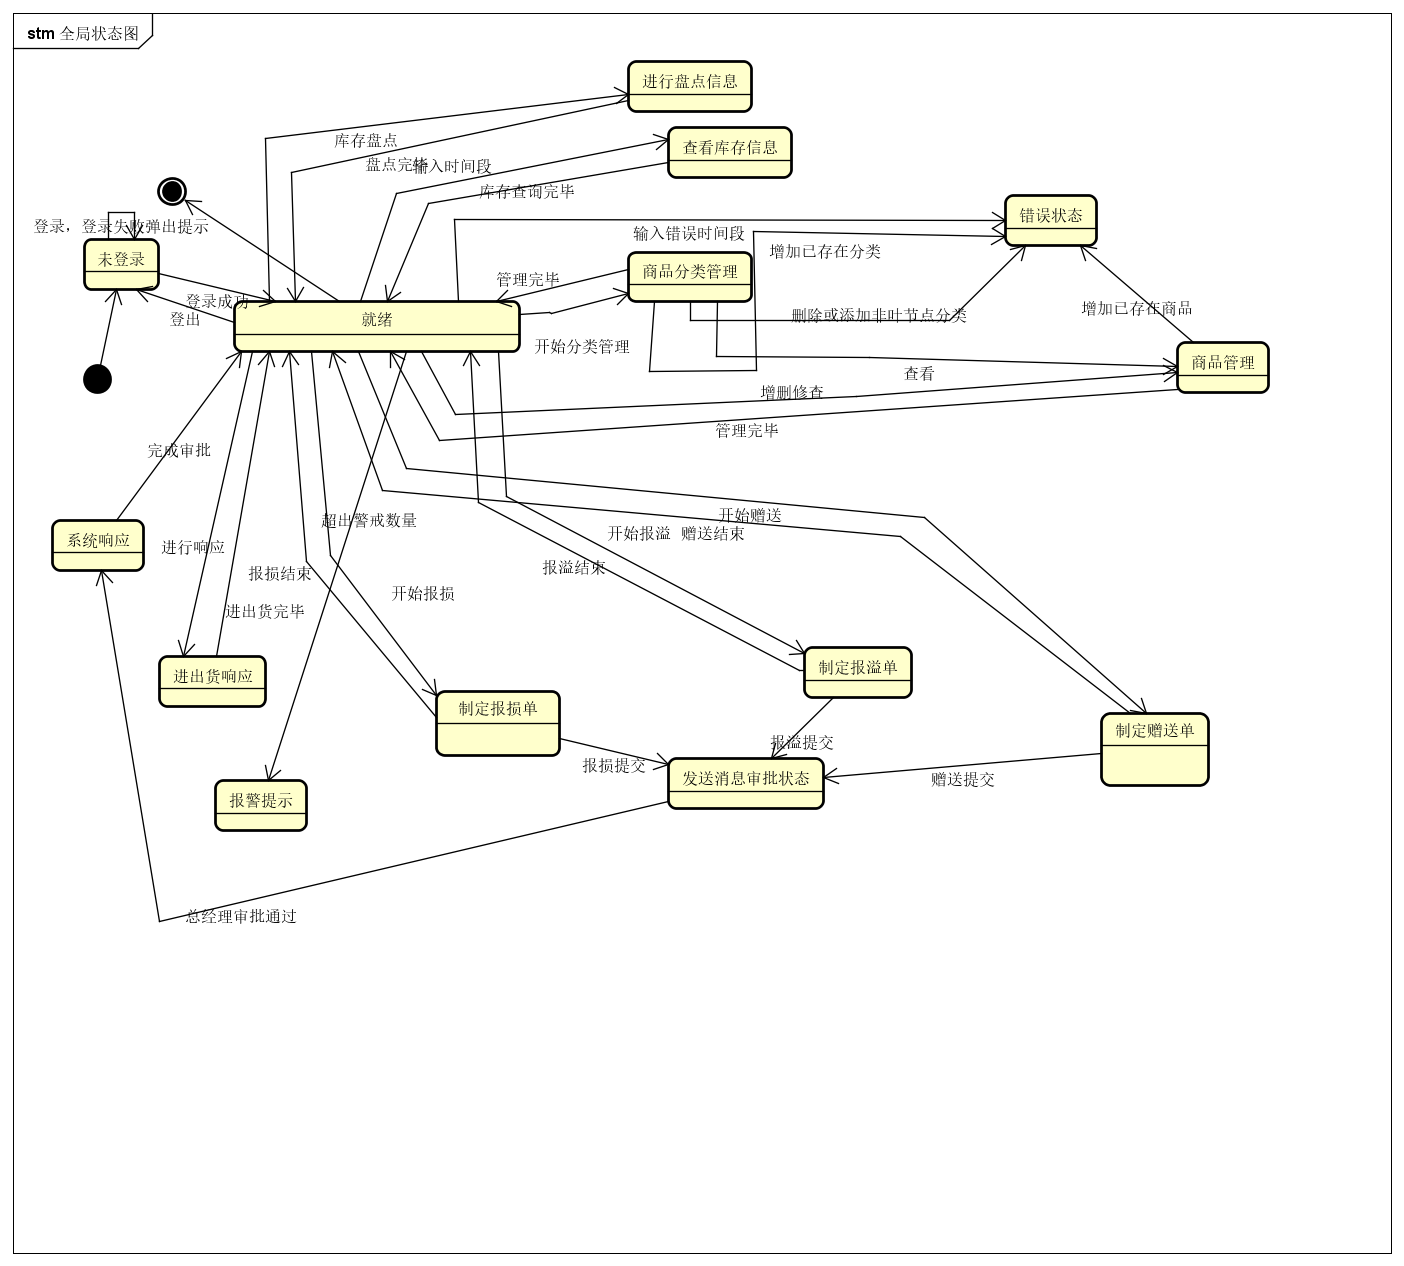 stm 全局状态图
进行盘点信息
库存盘点
查看库存信息
盘点完毕
输入时间段
库存查询完毕
错误状态
登录，登录失败弹出提示
输入错误时间段
增加已存在分类
未登录
商品分类管理
管理完毕
登录成功
登出
就绪
增加已存在商品
删除或添加非叶节点分类
开始分类管理
商品管理
查看
增删修查
管理完毕
完成审批
超出警戒数量
开始赠送
开始报溢
赠送结束
系统响应
进行响应
报损结束
报溢结束
开始报损
进出货完毕
进出货响应
制定报溢单
制定报损单
制定赠送单
报溢提交
报损提交
发送消息审批状态
赠送提交
报警提示
总经理审批通过